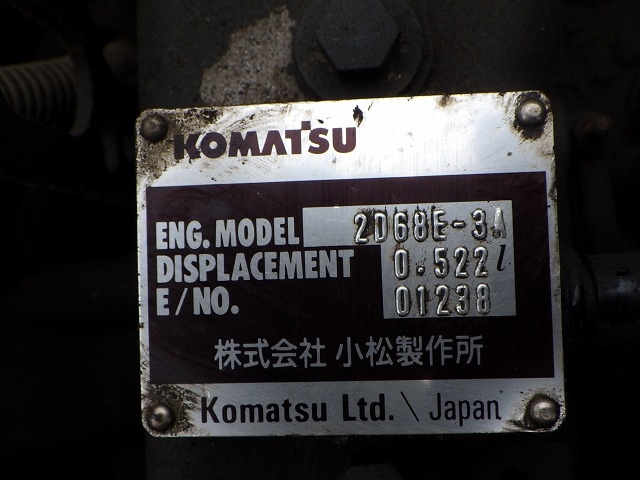 KOMATSU
ENG. MODEL 2D68E-3A
DISPLACEMENT 0.522 l
E/NO. 01238
株式会社 小松製作所
Komatsu Ltd. \ Japan